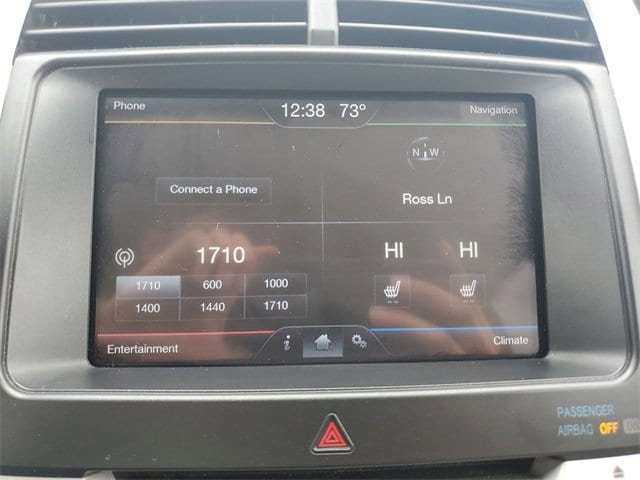 Phone
12:38 73°
Navigation
N W
Connect a Phone
Ross Ln
1710
HI HI
1710 600 1000
1400 1440 1710
i
Entertainment
Climate
PASSENGER
AIRBAG OFF